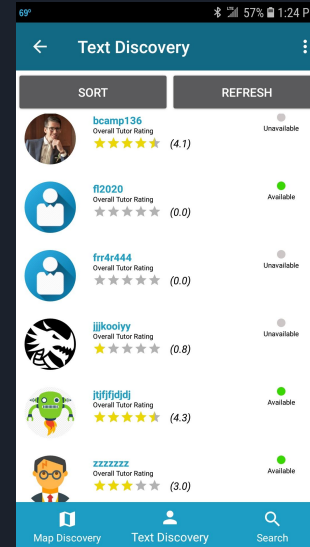 69°
57% 1:24 P
Text Discovery
SORT REFRESH
bcamp136
Overall Tutor Rating
(4.1)
Unavailable
fl2020
Overall Tutor Rating
(0.0)
Available
frr4r444
Overall Tutor Rating
(0.0)
Unavailable
jjjkooiyy
Overall Tutor Rating
(0.8)
Unavailable
jtjfjfjdjdj
Overall Tutor Rating
(4.3)
Available
zzzzzzz
Overall Tutor Rating
(3.0)
Available
Map Discovery Text Discovery Search